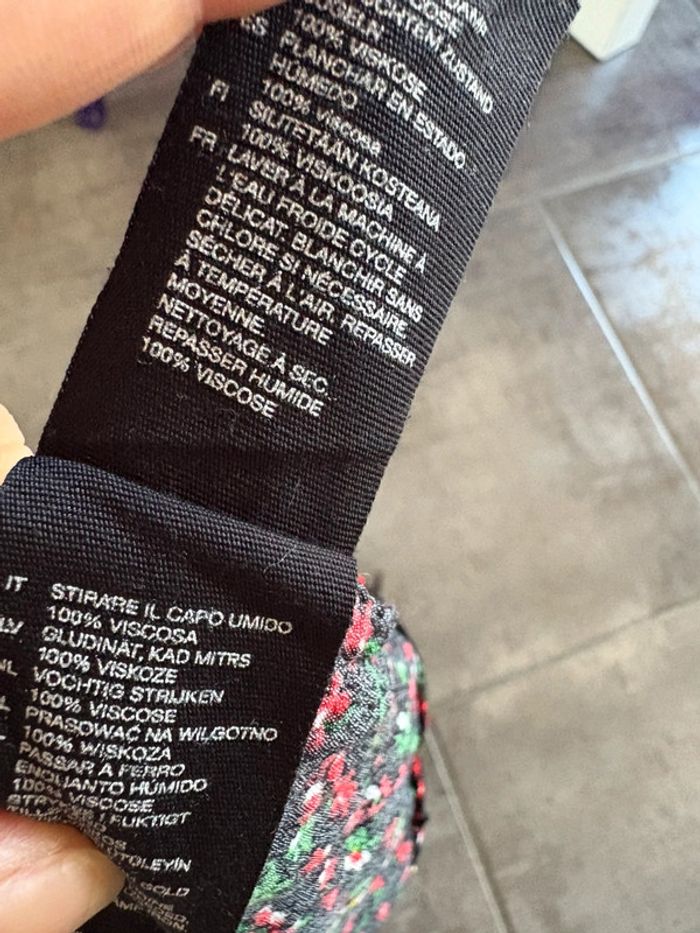 100% VISKOSE
PLANCHAR EN ESTADO
HÚMEDO
100% VISCOSA
FI SILITETÄÄN KOSTEANA
100% VISKOOSIA
FR LAVER À LA MACHINE À
L'EAU FROIDE CYCLE
DÉLICAT. BLANCHIR SANS
CHLORE SI NÉCESSAIRE
SÉCHER À L'AIR. REPASSER
À TEMPÉRATURE
MOYENNE.
NETTOYAGE À SEC.
REPASSER HUMIDE
100% VISCOSE
IT STIRARE IL CAPO UMIDO
100% VISCOSA
LV GLUDINĀT, KAD MITRS
100% VISKOZE
NL VOCHTIG STRIJKEN
100% VISCOSE
PRASOWAĆ NA WILGOTNO
100% WISKOZA
PASSAR A FERRO
ENQUANTO HÚMIDO
100% VISCOSE
FUKTIGT